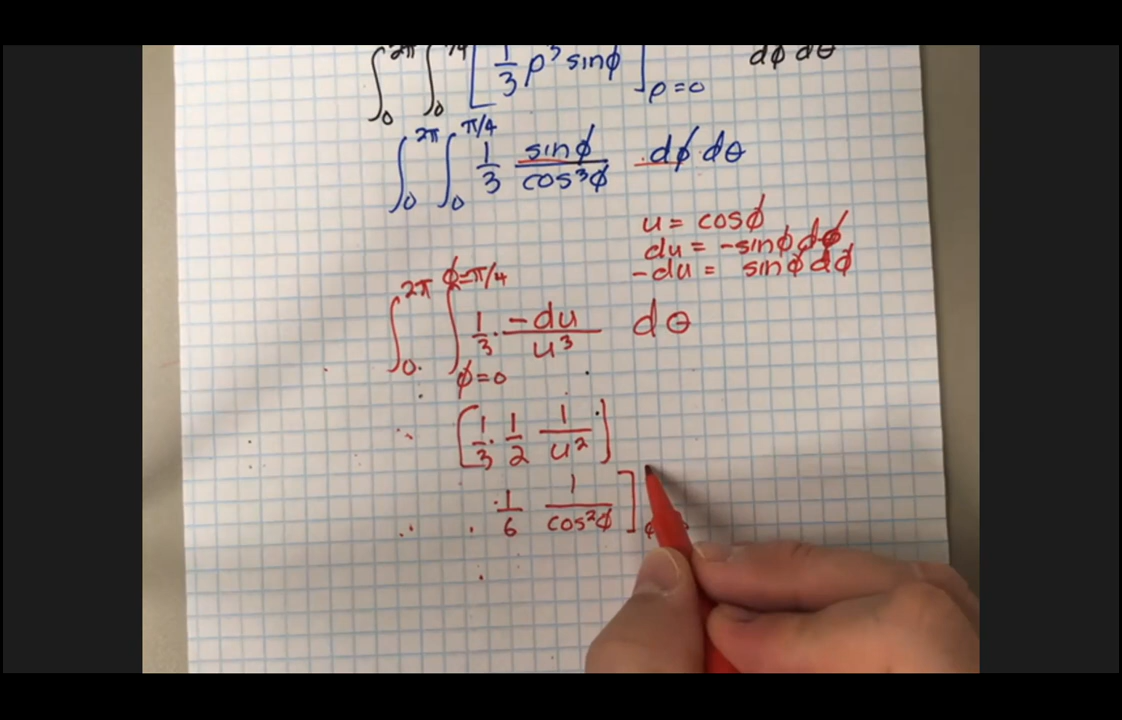 ∫₀^2π ∫₀^π/4 [ 1/3 ρ³ sinϕ ]_ρ=0 dϕ dθ
∫₀^2π ∫₀^π/4 1/3 sinϕ/cos³ϕ dϕ dθ
u = cosϕ
du = -sinϕ dϕ
-du = sinϕ dϕ
∫₀^2π ∫_ϕ=0^ϕ=π/4 1/3 · -du/u³ dθ
[ 1/3 · 1/2 1/u² ]
1/6 1/cos²ϕ ]